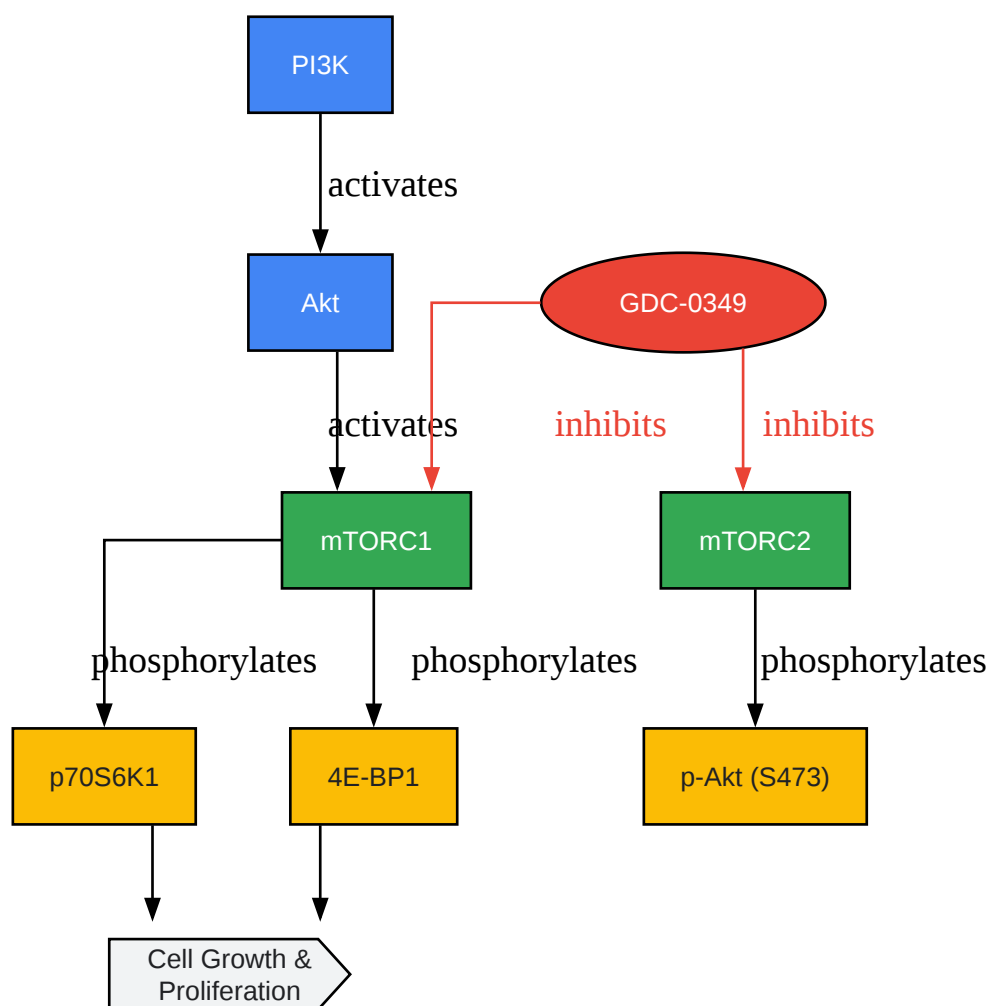 PI3K
activates
Akt
GDC-0349
activates
inhibits
inhibits
mTORC1
mTORC2
phosphorylates
phosphorylates
phosphorylates
p70S6K1
4E-BP1
p-Akt (S473)
Cell Growth &
Proliferation